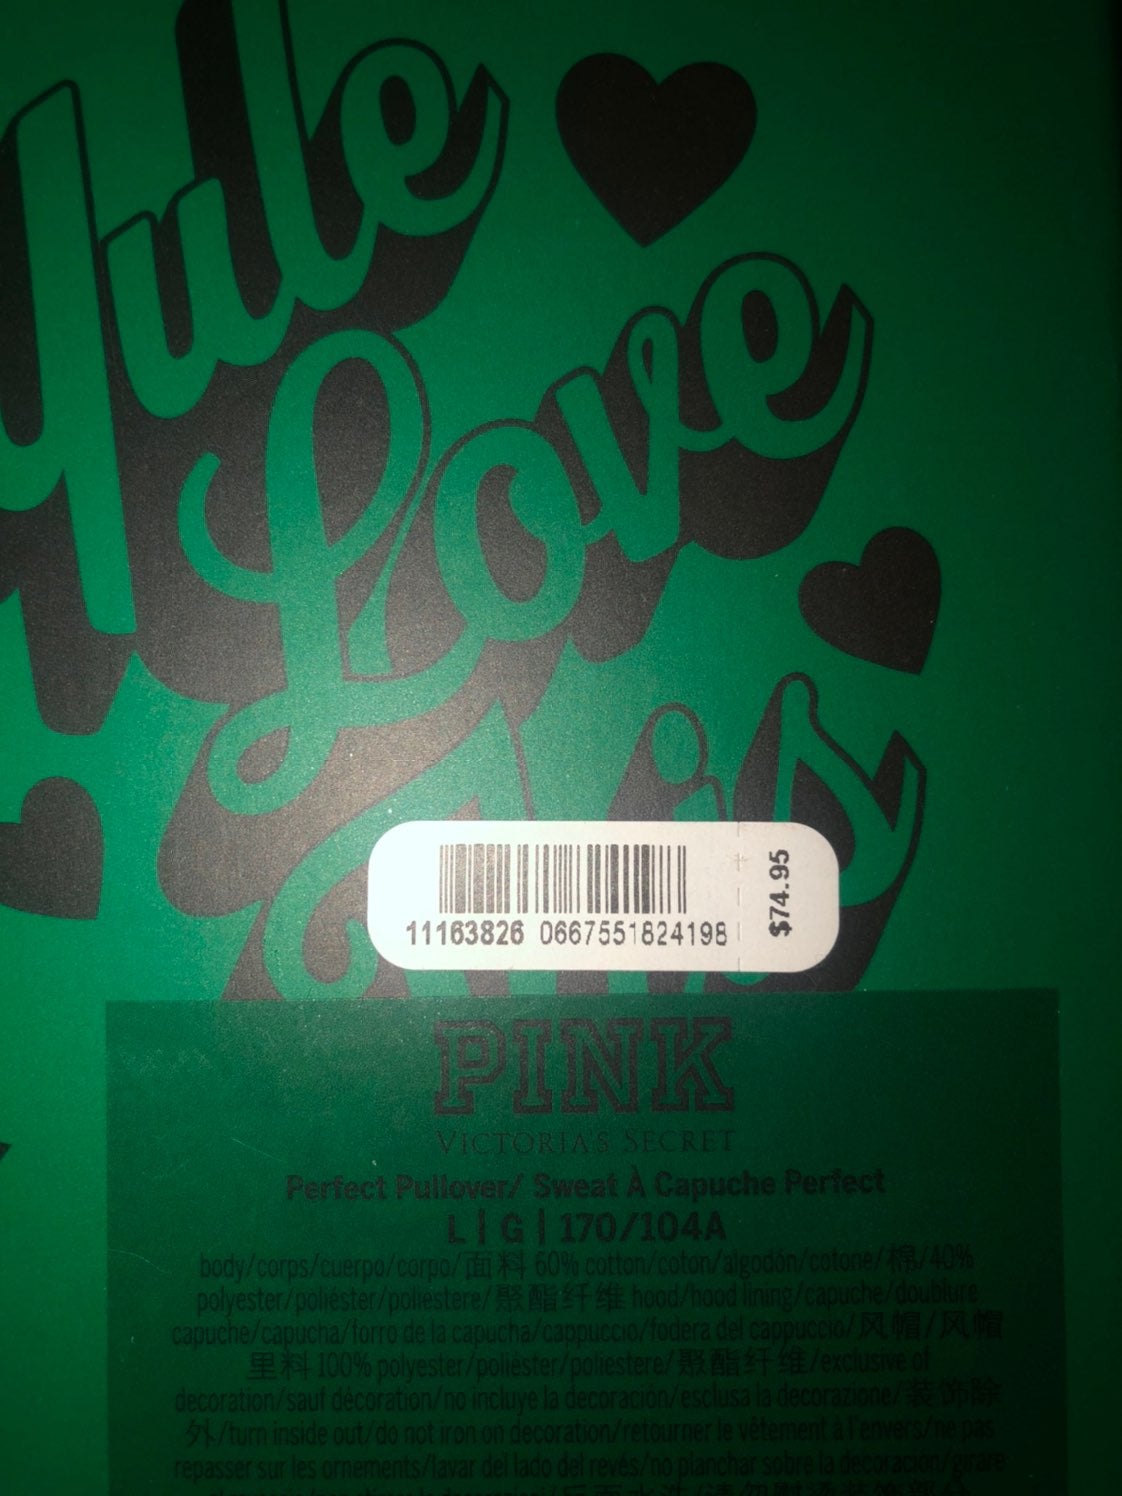 Yule
Love
This
$74.95
11163826 0667551824198
PINK
VICTORIA'S SECRET
Perfect Pullover/ Sweat À Capuche Perfect
L | G | 170/104A
body/corps/cuerpo/corpo/面料 60% cotton/coton/algodón/cotone/棉/40%
polyester/poliéster/poliestere/聚酯纤维 hood/hood lining/capuche/doublure
capuche/capucha/forro de la capucha/cappuccio/fodera del cappuccio/风帽/风帽
里料 100% polyester/poliéster/poliestere/聚酯纤维/exclusive of
decoration/sauf décoration/no incluye la decoración/esclusa la decorazione/装饰除
外/turn inside out/do not iron on decoration/retourner le vêtement à l'envers/ne pas
repasser sur les ornements/lavar del lado del revés/no planchar sobre la decoración/girare